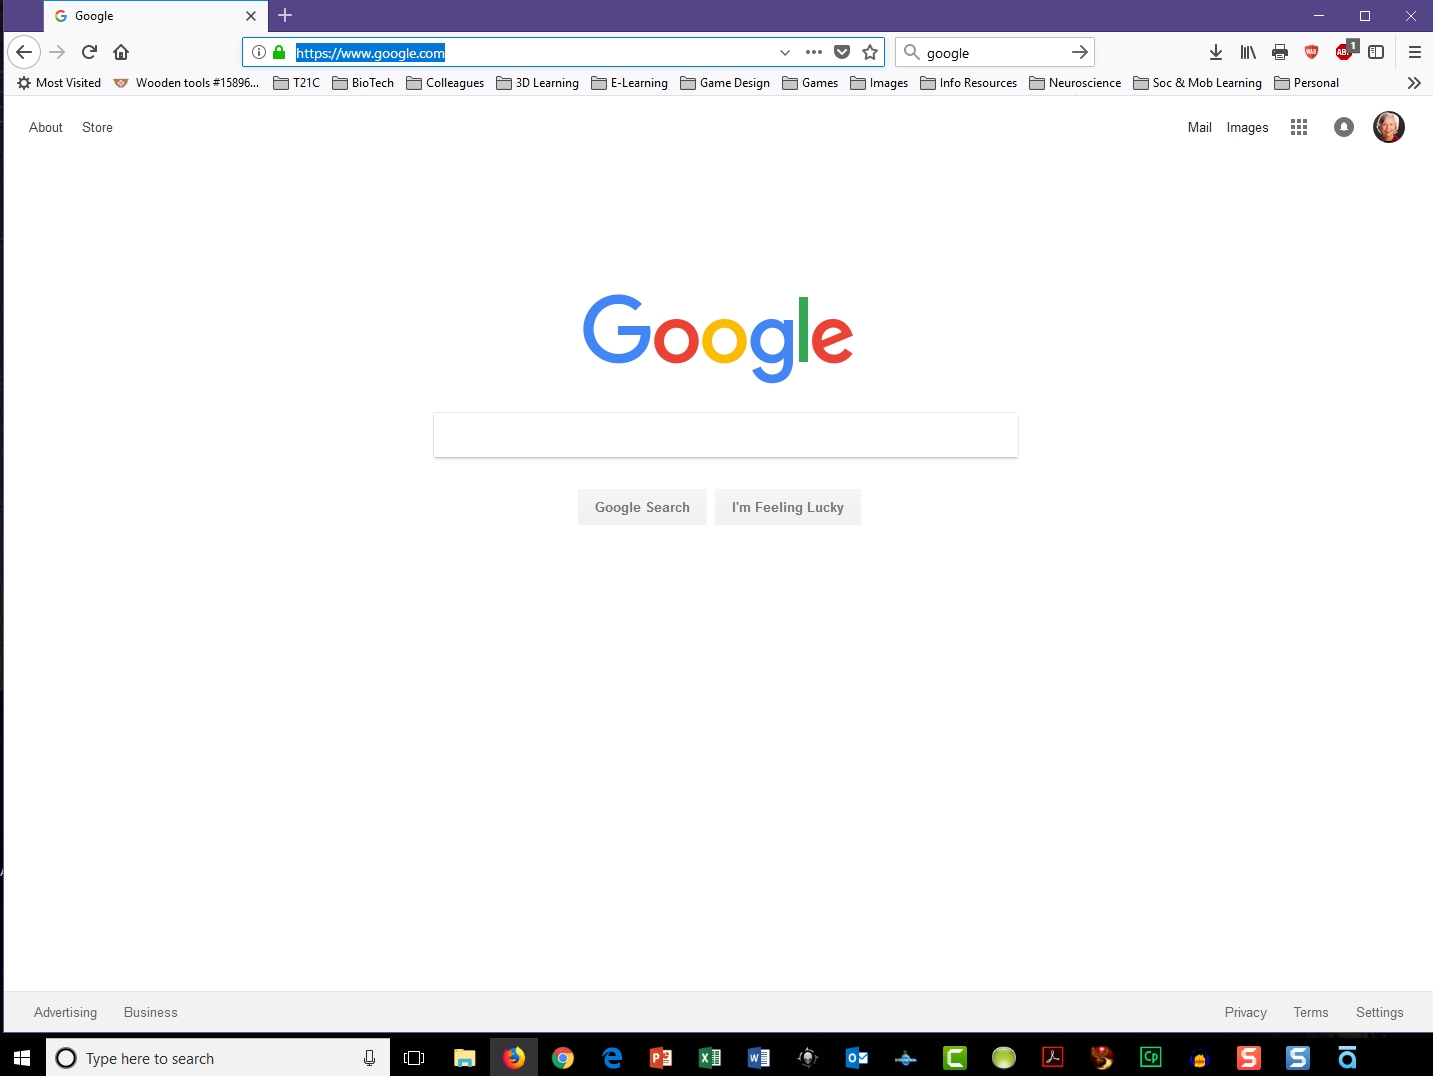 Google
https://www.google.com
google
1
Most Visited
Wooden tools #15896...
T21C
BioTech
Colleagues
3D Learning
E-Learning
Game Design
Games
Images
Info Resources
Neuroscience
Soc & Mob Learning
Personal
About Store
Mail Images
Google
Google Search I'm Feeling Lucky
Advertising Business
Privacy Terms Settings
Type here to search